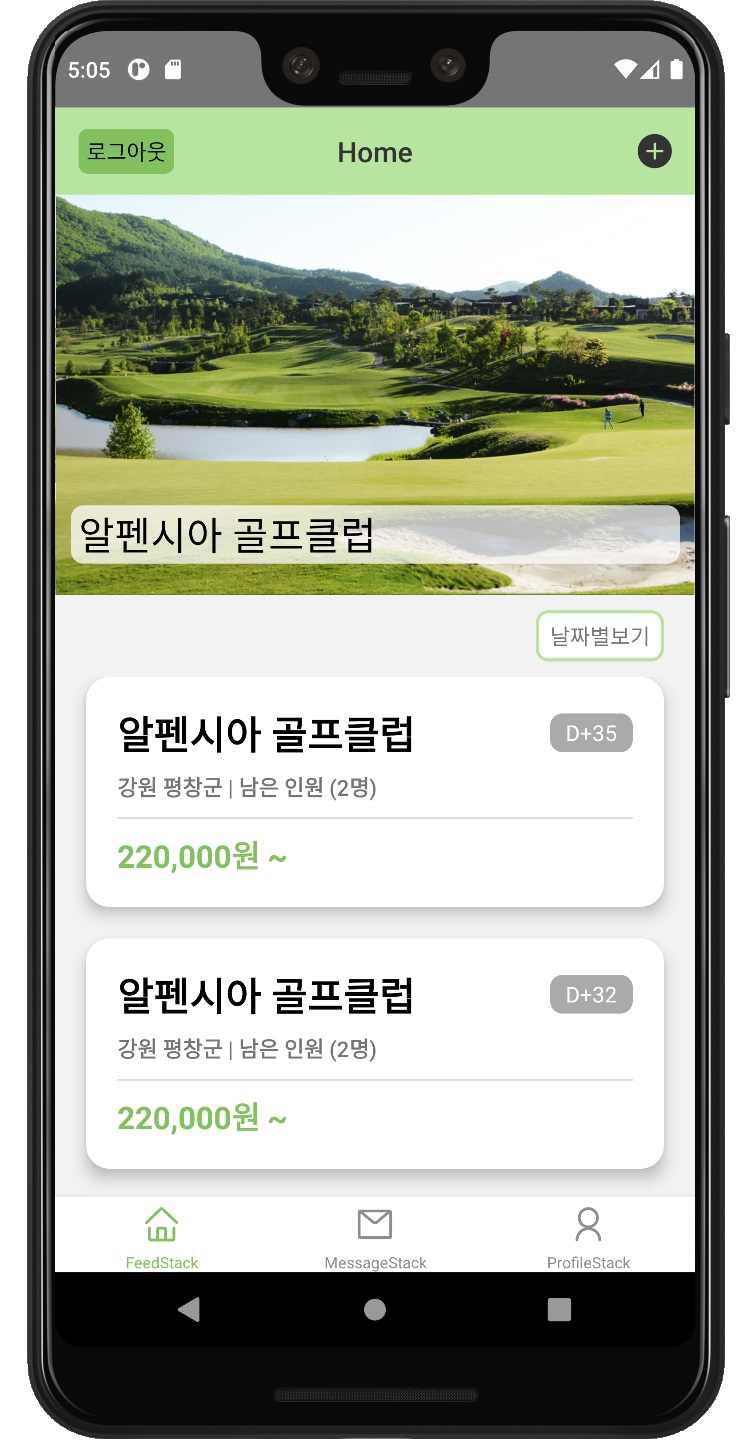 5:05
로그아웃
Home
알펜시아 골프클럽
날짜별보기
알펜시아 골프클럽
D+35
강원 평창군 | 남은 인원 (2명)
220,000원 ~
알펜시아 골프클럽
D+32
강원 평창군 | 남은 인원 (2명)
220,000원 ~
FeedStack
MessageStack
ProfileStack